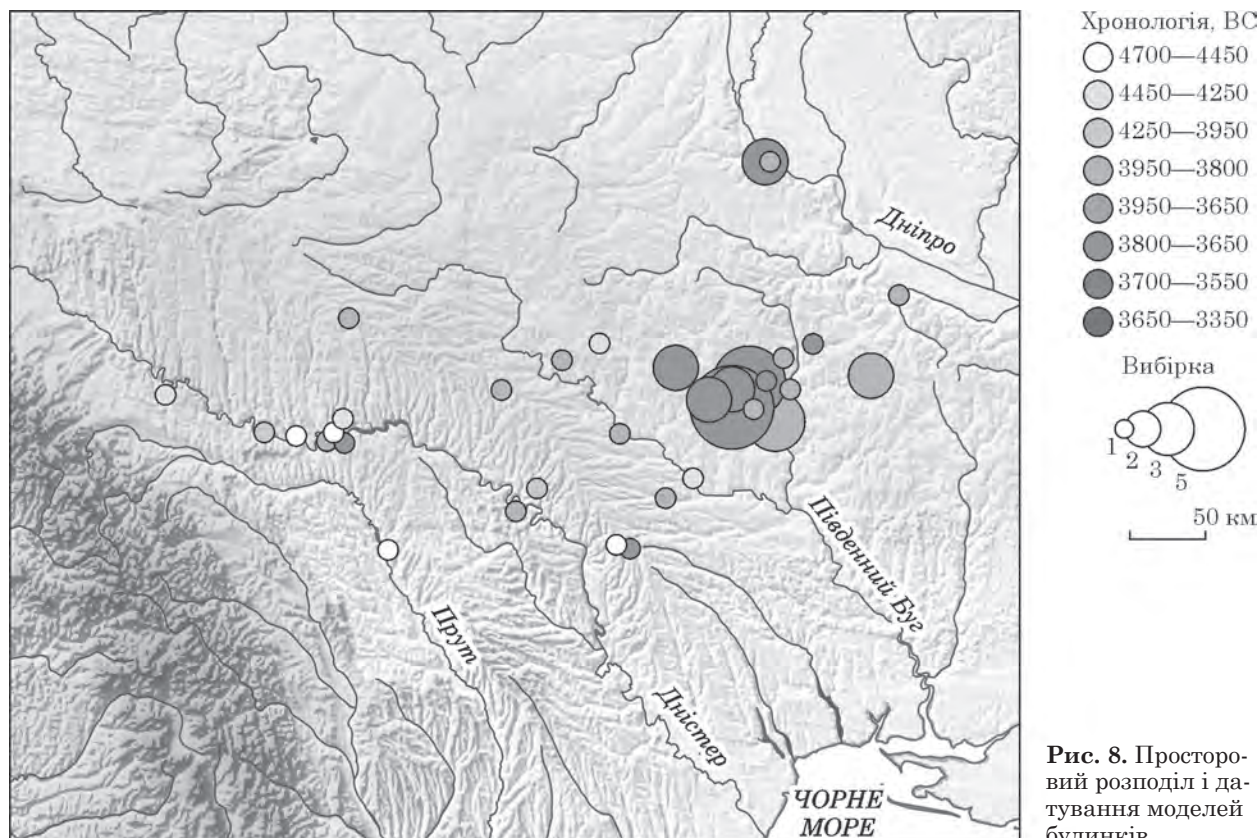 Дніпро
Південний Буг
Прут
Дністер
ЧОРНЕ
МОРЕ
Хронологія, BC
4700—4450
4450—4250
4250—3950
3950—3800
3950—3650
3800—3650
3700—3550
3650—3350
Вибірка
1
2
3
5
50 км
Рис. 8. Просторо-
вий розподіл і да-
тування моделей
будинків